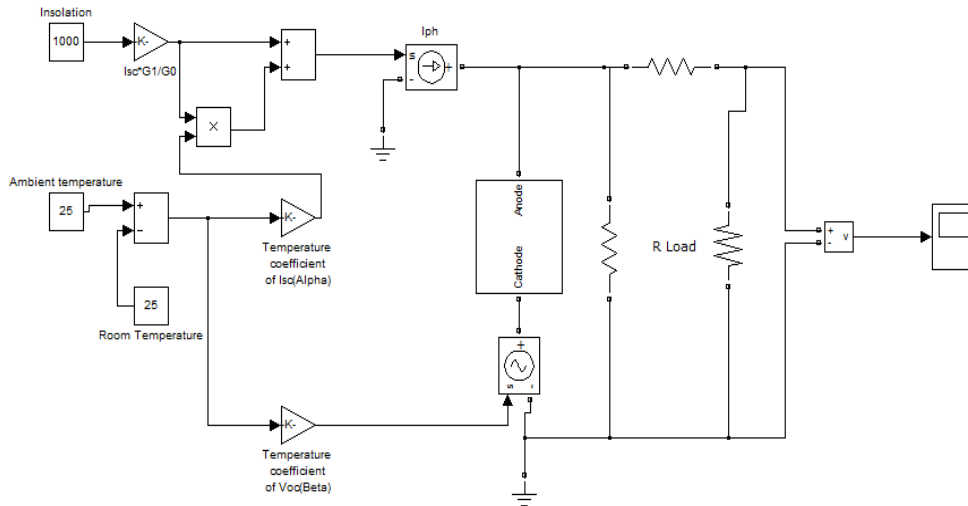 Insolation
1000
K-
Isc*G1/G0
+
+
Iph
s
+
-
X
Ambient temperature
25
+
-
K-
Temperature
coefficient
of Isc(Alpha)
25
Room Temperature
Anode
Cathode
R Load
+
-
v
+
s
-
K-
Temperature
coefficient
of Voc(Beta)